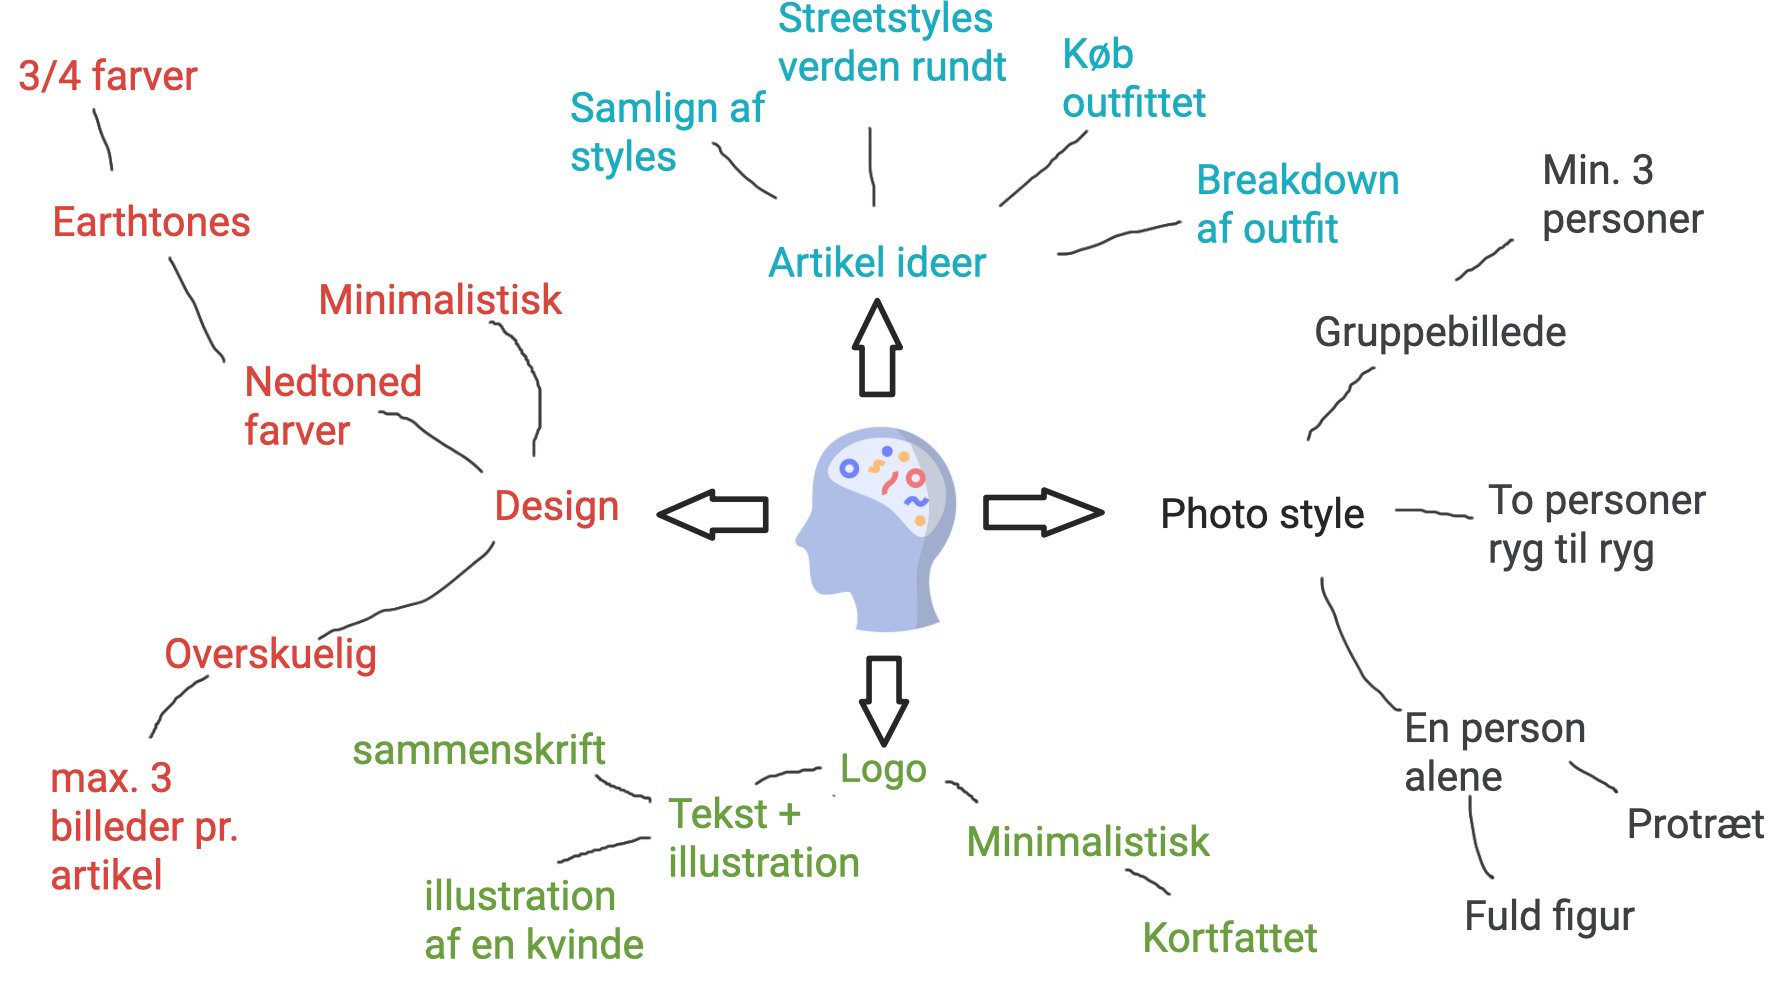 3/4 farver
Earthtones
Minimalistisk
Nedtoned
farver
Design
Overskuelig
max. 3
billeder pr.
artikel
Samlign af
styles
Streetstyles
verden rundt
Køb
outfittet
Breakdown
af outfit
Artikel ideer
Min. 3
personer
Gruppebillede
Photo style
To personer
ryg til ryg
En person
alene
Protræt
Fuld figur
Logo
sammenskrift
Tekst +
illustration
illustration
af en kvinde
Minimalistisk
Kortfattet